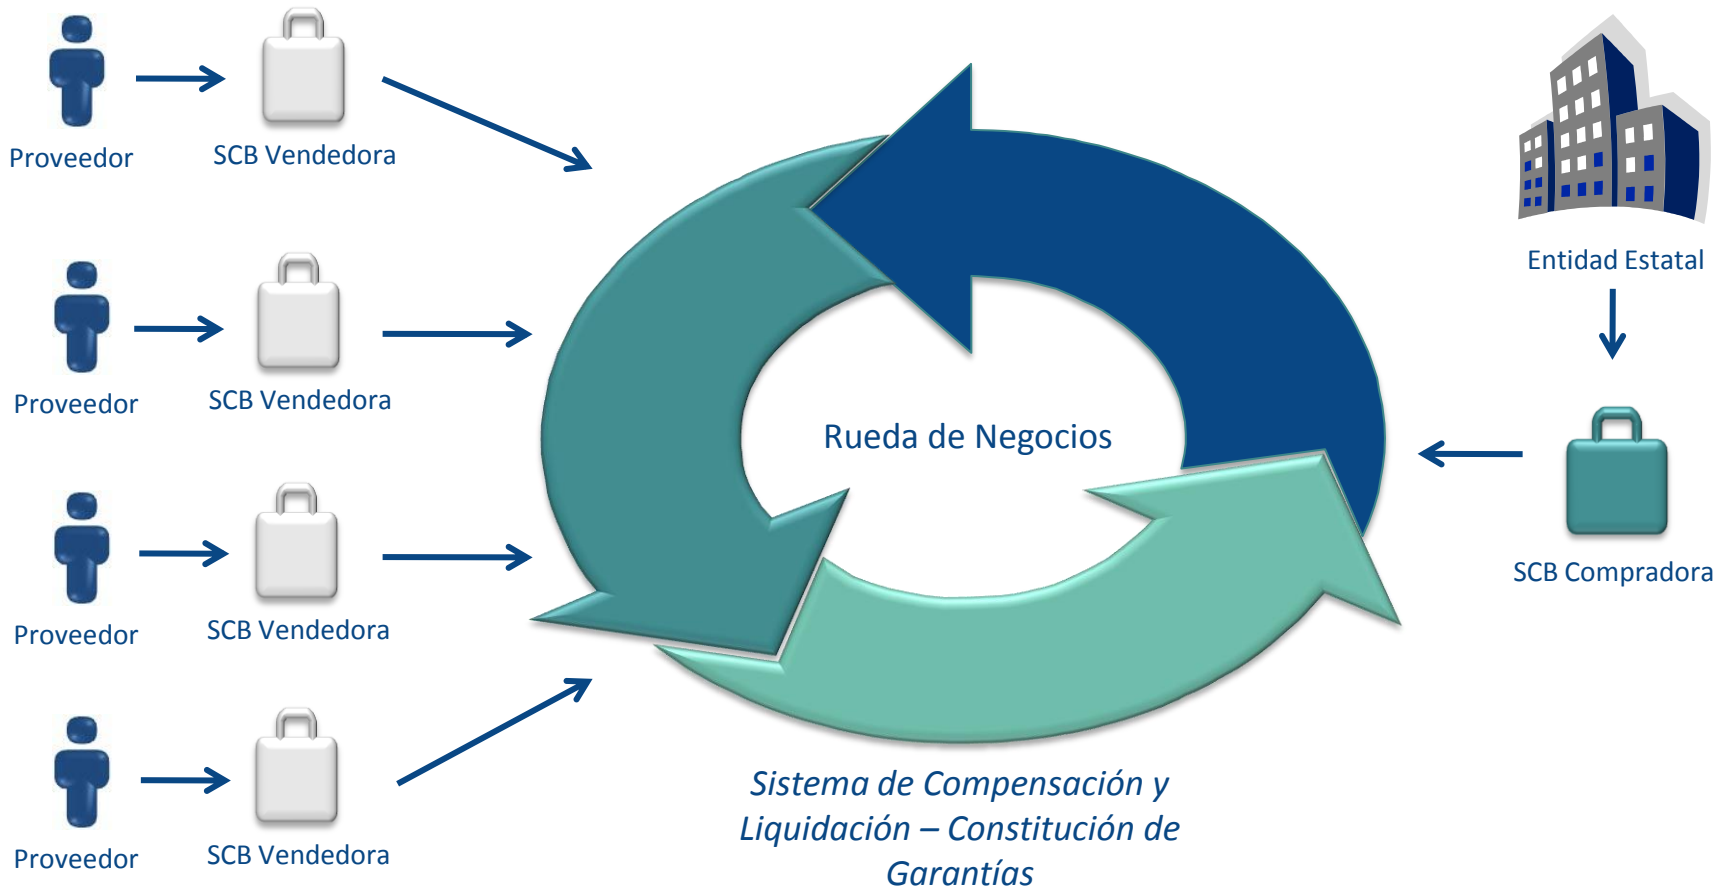 Proveedor
SCB Vendedora
Proveedor
SCB Vendedora
Proveedor
SCB Vendedora
Proveedor
SCB Vendedora
Rueda de Negocios
Sistema de Compensación y
Liquidación – Constitución de
Garantías
Entidad Estatal
SCB Compradora